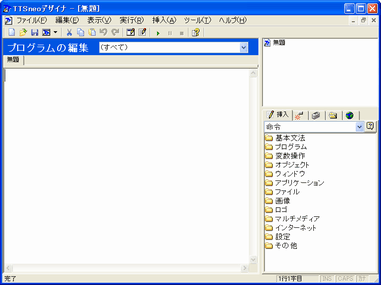 TTSneoデザイナ - [無題]
ファイル(F) 編集(E) 表示(V) 実行(R) 挿入(A) ツール(T) ヘルプ(H)
プログラムの編集 (すべて)
無題
無題
挿入
命令
基本文法
プログラム
変数操作
オブジェクト
ウィンドウ
アプリケーション
ファイル
画像
ロゴ
マルチメディア
インターネット
設定
その他
完了 1行1字目 INS CAPS